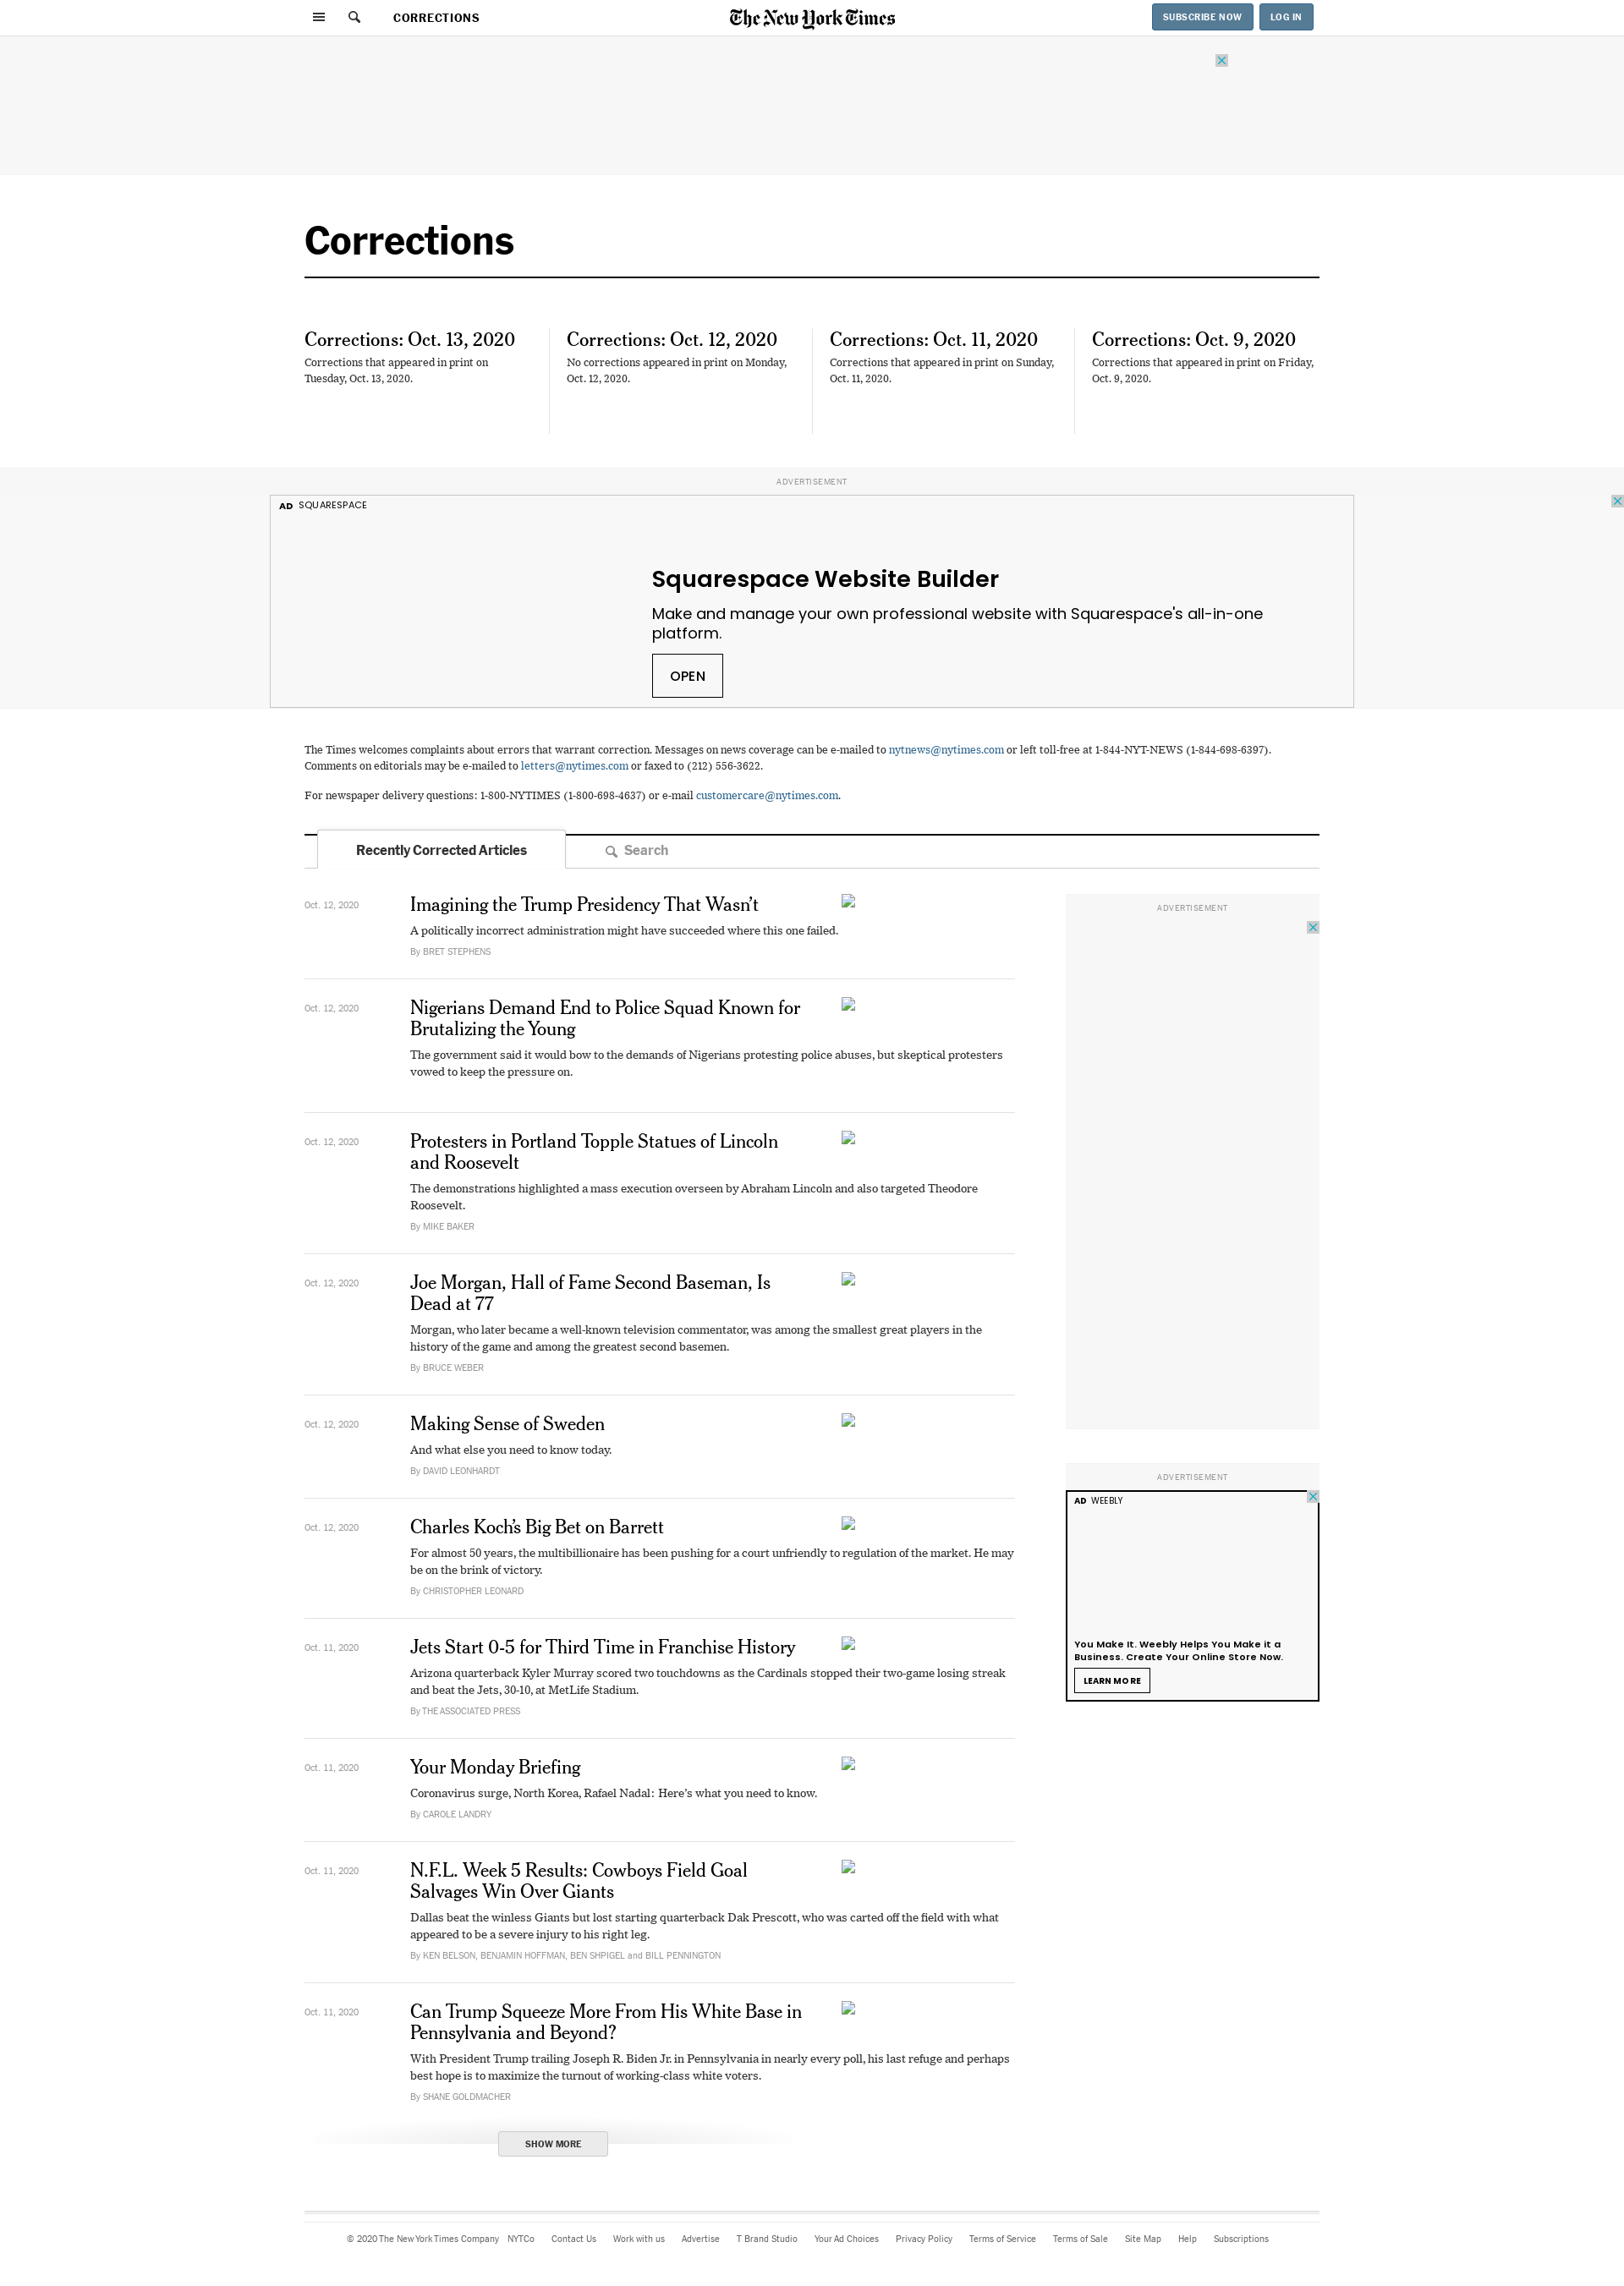 CORRECTIONS
The New York Times
SUBSCRIBE NOW
LOG IN
Corrections
Corrections: Oct. 13, 2020
Corrections that appeared in print on
Tuesday, Oct. 13, 2020.
Corrections: Oct. 12, 2020
No corrections appeared in print on Monday,
Oct. 12, 2020.
Corrections: Oct. 11, 2020
Corrections that appeared in print on Sunday,
Oct. 11, 2020.
Corrections: Oct. 9, 2020
Corrections that appeared in print on Friday,
Oct. 9, 2020.
ADVERTISEMENT
AD SQUARESPACE
Squarespace Website Builder
Make and manage your own professional website with Squarespace's all-in-one
platform.
OPEN
The Times welcomes complaints about errors that warrant correction. Messages on news coverage can be e-mailed to nytnews@nytimes.com or left toll-free at 1-844-NYT-NEWS (1-844-698-6397).
Comments on editorials may be e-mailed to letters@nytimes.com or faxed to (212) 556-3622.
For newspaper delivery questions: 1-800-NYTIMES (1-800-698-4637) or e-mail customercare@nytimes.com.
Recently Corrected Articles
Search
Oct. 12, 2020
Imagining the Trump Presidency That Wasn’t
A politically incorrect administration might have succeeded where this one failed.
By BRET STEPHENS
Oct. 12, 2020
Nigerians Demand End to Police Squad Known for
Brutalizing the Young
The government said it would bow to the demands of Nigerians protesting police abuses, but skeptical protesters
vowed to keep the pressure on.
Oct. 12, 2020
Protesters in Portland Topple Statues of Lincoln
and Roosevelt
The demonstrations highlighted a mass execution overseen by Abraham Lincoln and also targeted Theodore
Roosevelt.
By MIKE BAKER
Oct. 12, 2020
Joe Morgan, Hall of Fame Second Baseman, Is
Dead at 77
Morgan, who later became a well-known television commentator, was among the smallest great players in the
history of the game and among the greatest second basemen.
By BRUCE WEBER
Oct. 12, 2020
Making Sense of Sweden
And what else you need to know today.
By DAVID LEONHARDT
Oct. 12, 2020
Charles Koch’s Big Bet on Barrett
For almost 50 years, the multibillionaire has been pushing for a court unfriendly to regulation of the market. He may
be on the brink of victory.
By CHRISTOPHER LEONARD
Oct. 11, 2020
Jets Start 0-5 for Third Time in Franchise History
Arizona quarterback Kyler Murray scored two touchdowns as the Cardinals stopped their two-game losing streak
and beat the Jets, 30-10, at MetLife Stadium.
By THE ASSOCIATED PRESS
Oct. 11, 2020
Your Monday Briefing
Coronavirus surge, North Korea, Rafael Nadal: Here’s what you need to know.
By CAROLE LANDRY
Oct. 11, 2020
N.F.L. Week 5 Results: Cowboys Field Goal
Salvages Win Over Giants
Dallas beat the winless Giants but lost starting quarterback Dak Prescott, who was carted off the field with what
appeared to be a severe injury to his right leg.
By KEN BELSON, BENJAMIN HOFFMAN, BEN SHPIGEL and BILL PENNINGTON
Oct. 11, 2020
Can Trump Squeeze More From His White Base in
Pennsylvania and Beyond?
With President Trump trailing Joseph R. Biden Jr. in Pennsylvania in nearly every poll, his last refuge and perhaps
best hope is to maximize the turnout of working-class white voters.
By SHANE GOLDMACHER
SHOW MORE
ADVERTISEMENT
ADVERTISEMENT
AD WEEBLY
You Make It. Weebly Helps You Make it a
Business. Create Your Online Store Now.
LEARN MORE
© 2020 The New York Times Company NYTCo Contact Us Work with us Advertise T Brand Studio Your Ad Choices Privacy Policy Terms of Service Terms of Sale Site Map Help Subscriptions